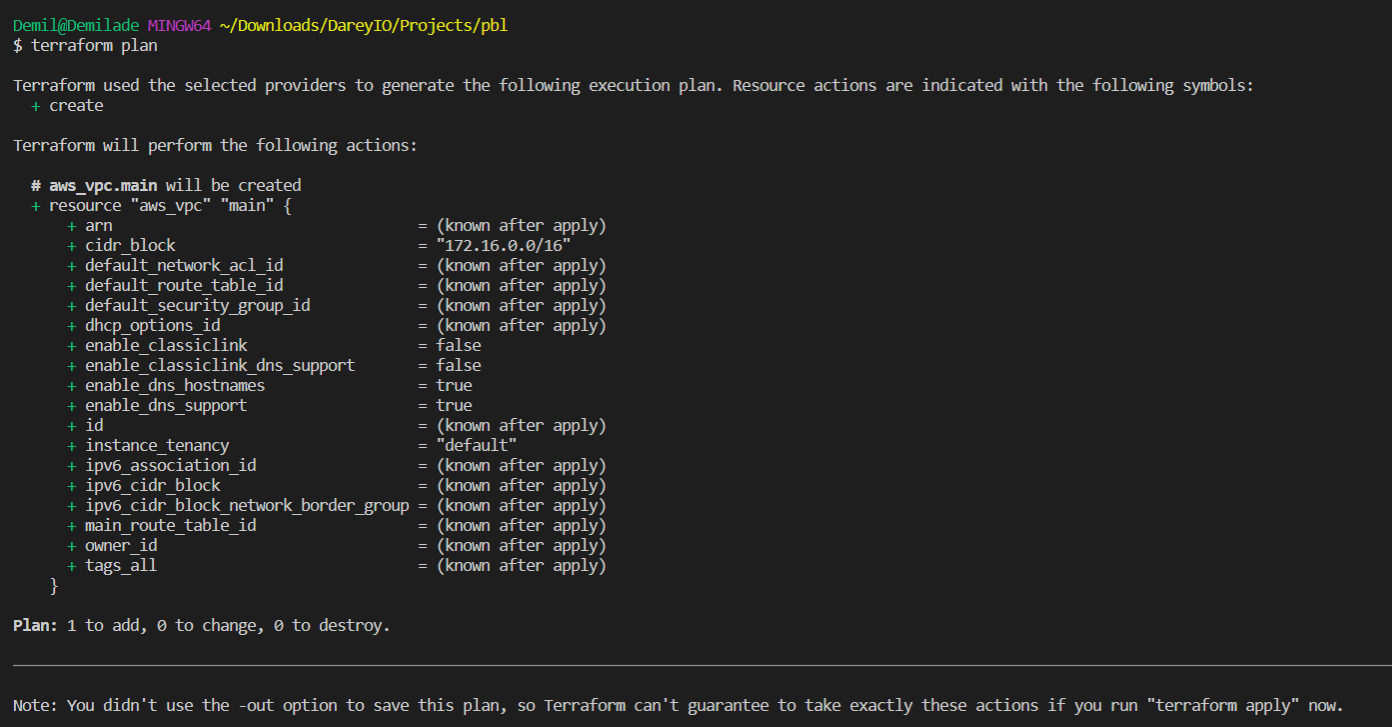 Demil@Demilade MINGW64 ~/Downloads/DareyIO/Projects/pbl
$ terraform plan
Terraform used the selected providers to generate the following execution plan. Resource actions are indicated with the following symbols:
  + create
Terraform will perform the following actions:
  # aws_vpc.main will be created
  + resource "aws_vpc" "main" {
      + arn                                  = (known after apply)
      + cidr_block                           = "172.16.0.0/16"
      + default_network_acl_id               = (known after apply)
      + default_route_table_id               = (known after apply)
      + default_security_group_id            = (known after apply)
      + dhcp_options_id                      = (known after apply)
      + enable_classiclink                   = false
      + enable_classiclink_dns_support       = false
      + enable_dns_hostnames                 = true
      + enable_dns_support                   = true
      + id                                   = (known after apply)
      + instance_tenancy                     = "default"
      + ipv6_association_id                  = (known after apply)
      + ipv6_cidr_block                      = (known after apply)
      + ipv6_cidr_block_network_border_group = (known after apply)
      + main_route_table_id                  = (known after apply)
      + owner_id                             = (known after apply)
      + tags_all                             = (known after apply)
    }
Plan: 1 to add, 0 to change, 0 to destroy.
Note: You didn't use the -out option to save this plan, so Terraform can't guarantee to take exactly these actions if you run "terraform apply" now.